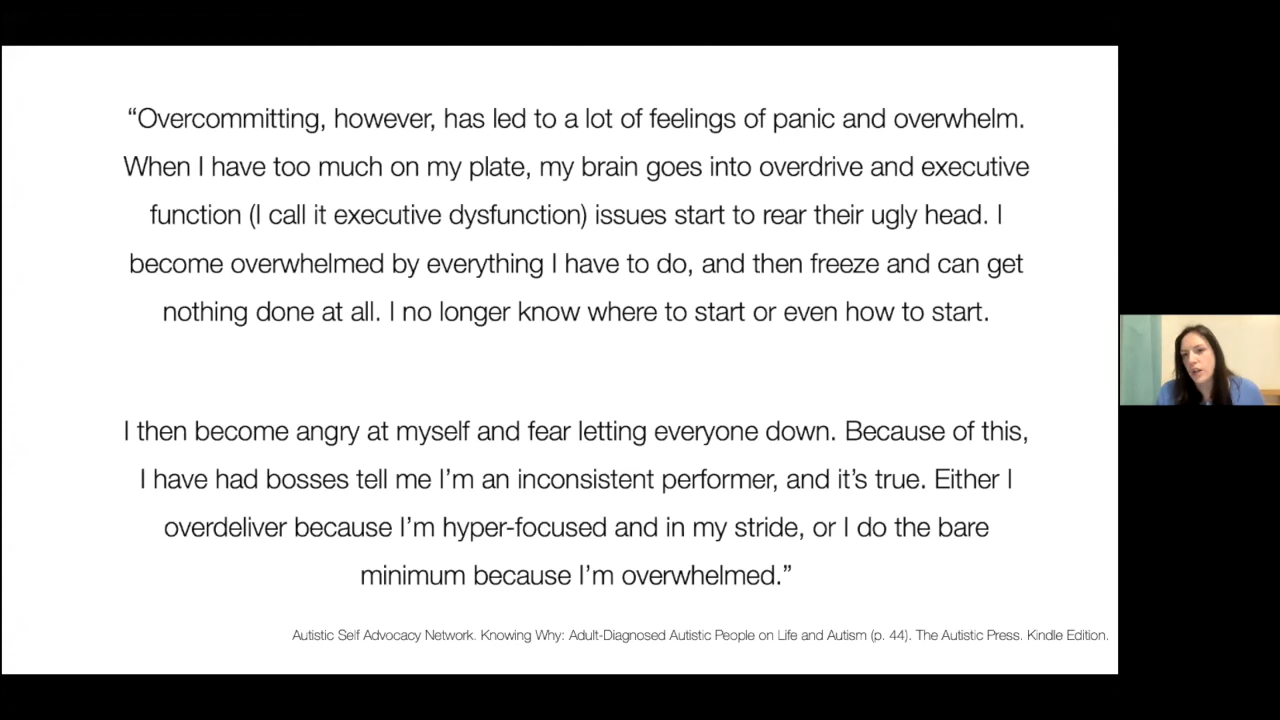 “Overcommitting, however, has led to a lot of feelings of panic and overwhelm.
When I have too much on my plate, my brain goes into overdrive and executive
function (I call it executive dysfunction) issues start to rear their ugly head. I
become overwhelmed by everything I have to do, and then freeze and can get
nothing done at all. I no longer know where to start or even how to start.
I then become angry at myself and fear letting everyone down. Because of this,
I have had bosses tell me I’m an inconsistent performer, and it’s true. Either I
overdeliver because I’m hyper-focused and in my stride, or I do the bare
minimum because I’m overwhelmed.”
Autistic Self Advocacy Network. Knowing Why: Adult-Diagnosed Autistic People on Life and Autism (p. 44). The Autistic Press. Kindle Edition.